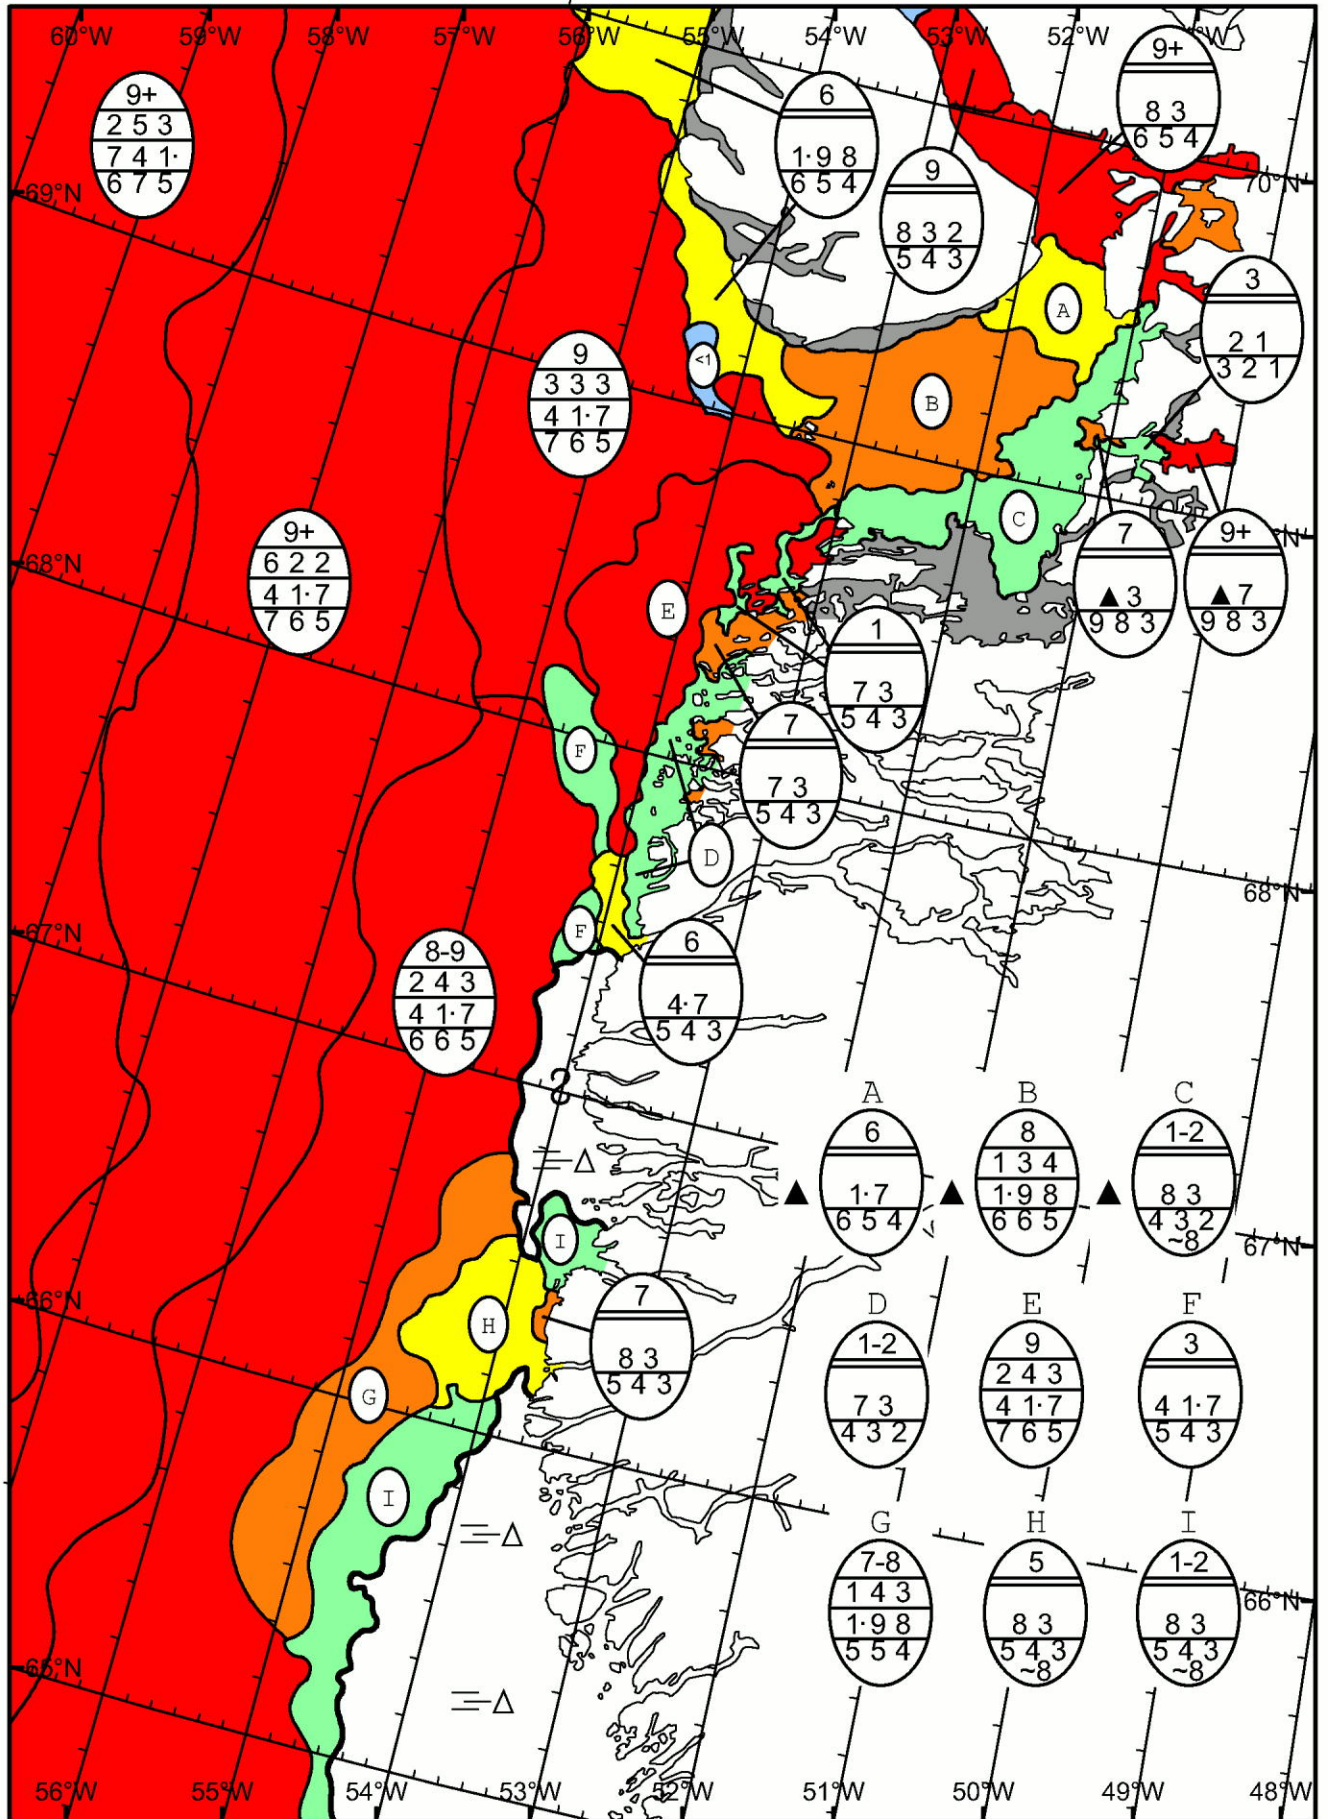 60°W 59°W 58°W 57°W 56°W 55°W 54°W 53°W 52°W
9+
2 5 3
7 4 1·
6 7 5
6
1·9 8
6 5 4
9
8 3 2
5 4 3
9+
8 3
6 5 4
69°N
70°N
3
2 1
3 2 1
A
<1
B
9
3 3 3
4 1·7
7 6 5
C
9+
6 2 2
4 1·7
7 6 5
7
▲ 3
9 8 3
9+
▲ 7
9 8 3
°N
68°N
E
1
7 3
5 4 3
7
7 3
5 4 3
F
D
68°N
F
67°N
8-9
2 4 3
4 1·7
6 6 5
6
4·7
5 4 3
A B C
6
▲ 1·7
6 5 4
8
1 3 4
▲ 1·9 8
6 6 5
1-2
▲ 8 3
4 3 2
~8
67°N
I
66°N
H
7
8 3
5 4 3
G
D E F
1-2
7 3
4 3 2
9
2 4 3
4 1·7
7 6 5
3
4 1·7
5 4 3
I
G H I
7-8
1 4 3
1·9 8
5 5 4
5
8 3
5 4 3
~8
1-2
8 3
5 4 3
~8
66°N
65°N
56°W 55°W 54°W 53°W 52°W 51°W 50°W 49°W 48°W